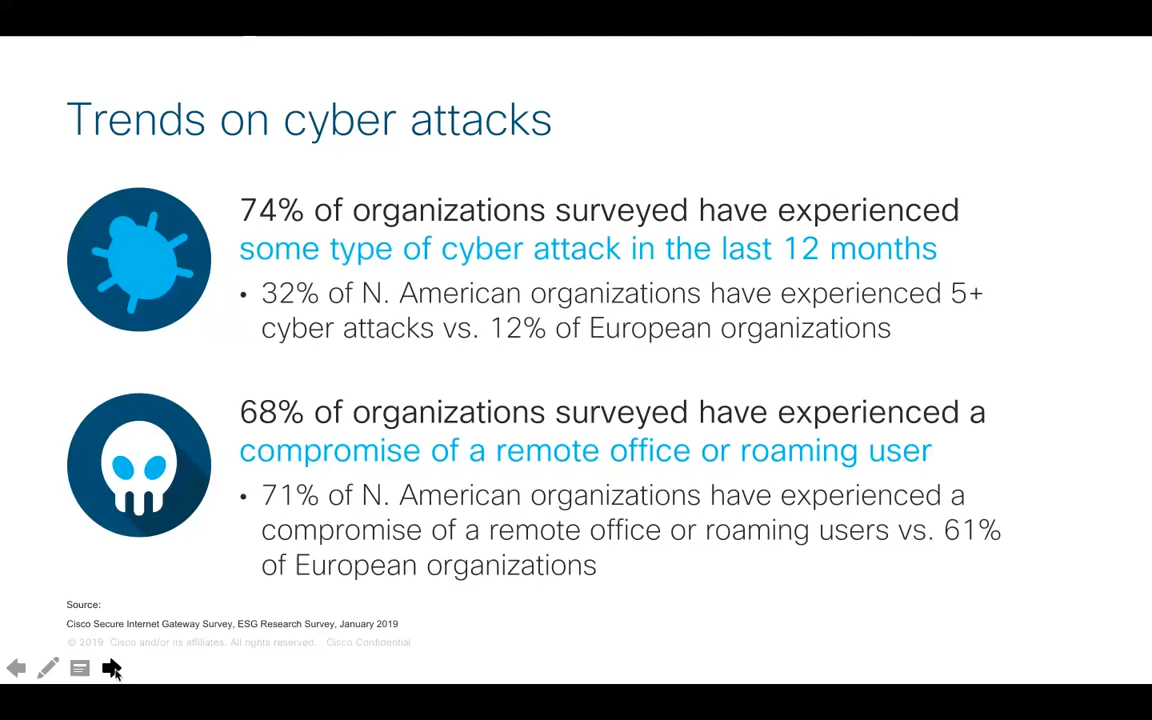 Trends on cyber attacks
74% of organizations surveyed have experienced
some type of cyber attack in the last 12 months
• 32% of N. American organizations have experienced 5+
cyber attacks vs. 12% of European organizations
68% of organizations surveyed have experienced a
compromise of a remote office or roaming user
• 71% of N. American organizations have experienced a
compromise of a remote office or roaming users vs. 61%
of European organizations
Source:
Cisco Secure Internet Gateway Survey, ESG Research Survey, January 2019
© 2019 Cisco and/or its affiliates. All rights reserved. Cisco Confidential